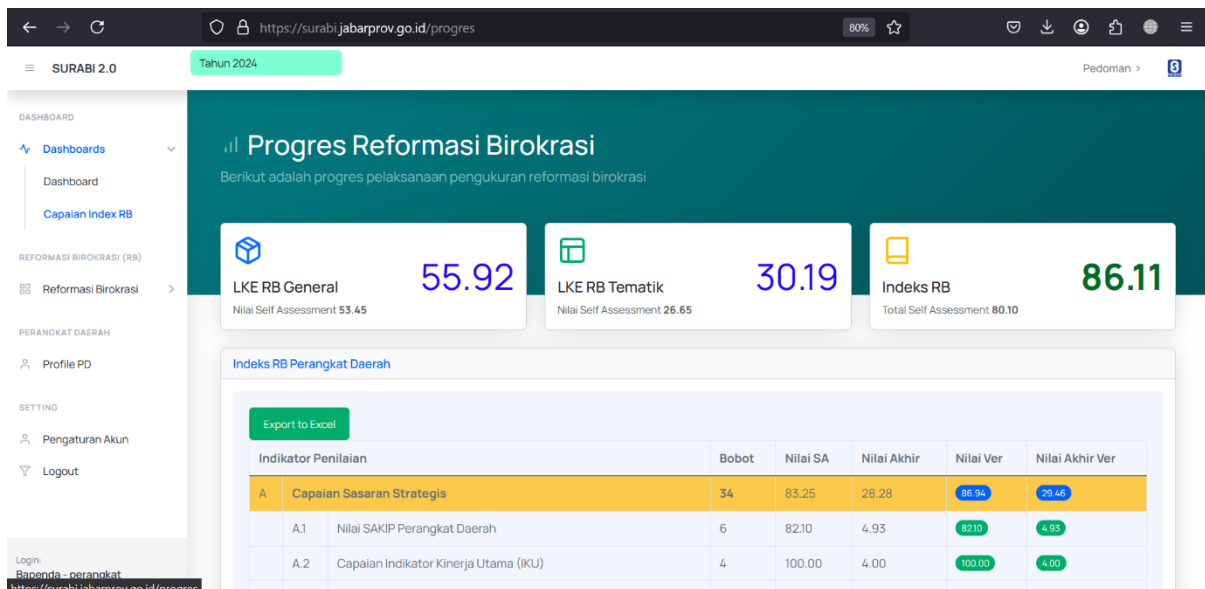 https://surabi.jabarprov.go.id/progres
80%
SURABI 2.0
Tahun 2024
Pedoman >
DASHBOARD
Dashboards
Dashboard
Capaian Index RB
REFORMASI BIROKRASI (RB)
Reformasi Birokrasi
PERANGKAT DAERAH
Profile PD
SETTING
Pengaturan Akun
Logout
Login:
Bapenda - perangkat
https://surabi.jabarprov.go.id/progres
Progres Reformasi Birokrasi
Berikut adalah progres pelaksanaan pengukuran reformasi birokrasi
LKE RB General 55.92
Nilai Self Assessment 53.45
LKE RB Tematik 30.19
Nilai Self Assessment 26.65
Indeks RB 86.11
Total Self Assessment 80.10
Indeks RB Perangkat Daerah
Export to Excel
Indikator Penilaian Bobot Nilai SA Nilai Akhir Nilai Ver Nilai Akhir Ver
A Capaian Sasaran Strategis 34 83.25 28.28 86.94 29.46
A.1 Nilai SAKIP Perangkat Daerah 6 82.10 4.93 82.10 4.93
A.2 Capaian Indikator Kinerja Utama (IKU) 4 100.00 4.00 100.00 4.00